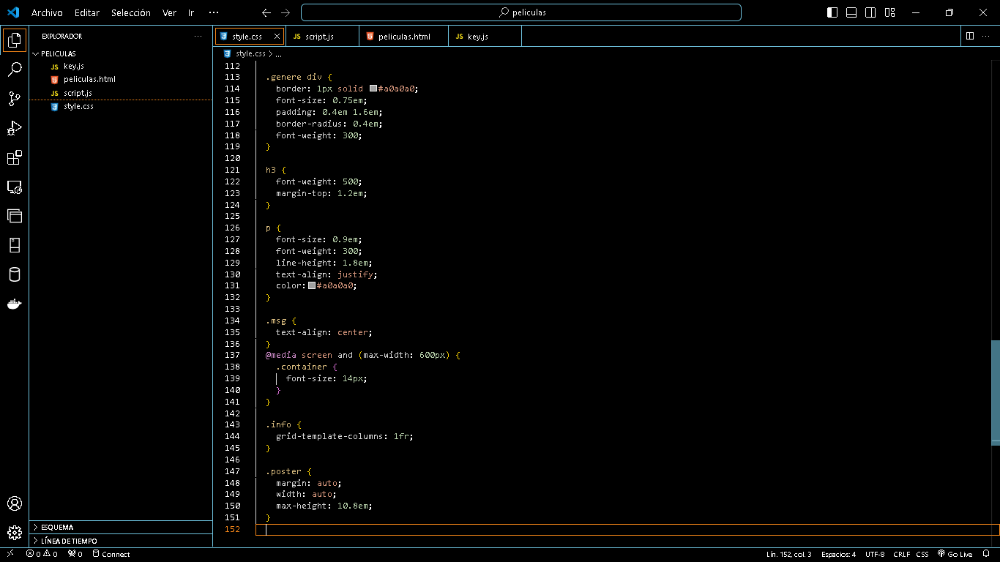 Archivo Editar Selección Ver Ir ···
peliculas
EXPLORADOR ···
PELICULAS
JS key.js
peliculas.html
JS script.js
style.css
ESQUEMA
LÍNEA DE TIEMPO
style.css
JS script.js
peliculas.html
JS key.js
···
style.css > ...
112
113 .genere div {
114 border: 1px solid #a0a0a0;
115 font-size: 0.75em;
116 padding: 0.4em 1.6em;
117 border-radius: 0.4em;
118 font-weight: 300;
119 }
120
121 h3 {
122 font-weight: 500;
123 margin-top: 1.2em;
124 }
125
126 p {
127 font-size: 0.9em;
128 font-weight: 300;
129 line-height: 1.8em;
130 text-align: justify;
131 color: #a0a0a0;
132 }
133
134 .msg {
135 text-align: center;
136 }
137 @media screen and (max-width: 600px) {
138 .container {
139 font-size: 14px;
140 }
141 }
142
143 .info {
144 grid-template-columns: 1fr;
145 }
146
147 .poster {
148 margin: auto;
149 width: auto;
150 max-height: 10.8em;
151 }
152
0 0 0 Connect
Lín. 152, col. 3 Espacios: 4 UTF-8 CRLF CSS Go Live